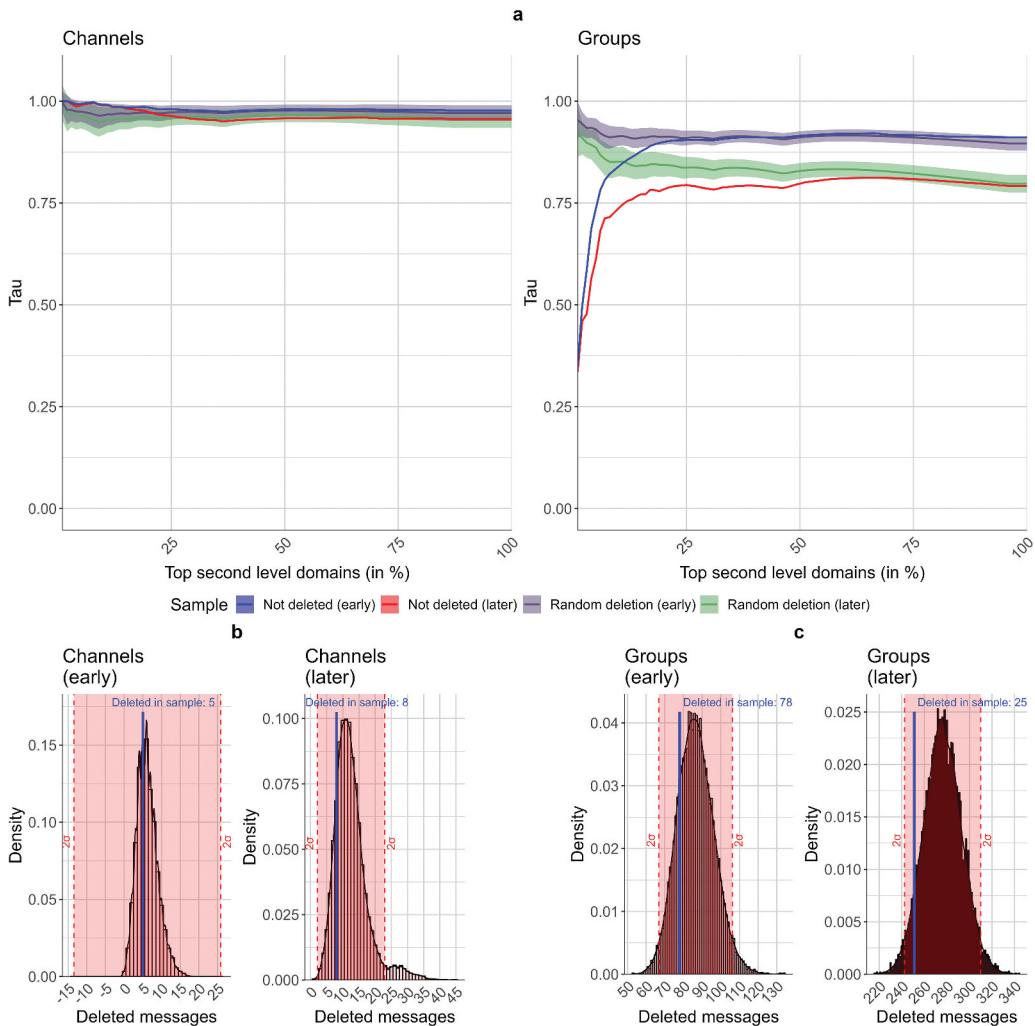 a
Channels
Groups
1.00
0.75
0.50
0.25
0.00
Tau
25
50
75
100
Top second level domains (in %)
1.00
0.75
0.50
0.25
0.00
Tau
25
50
75
100
Top second level domains (in %)
Sample Not deleted (early) Not deleted (later) Random deletion (early) Random deletion (later)
b
c
Channels
(early)
Deleted in sample: 5
0.15
0.10
0.05
0.00
Density
2σ
2σ
-15
-10
-5
0
5
10
15
20
25
Deleted messages
Channels
(later)
Deleted in sample: 8
0.100
0.075
0.050
0.025
0.000
Density
2σ
2σ
0
5
10
15
20
25
30
35
40
45
Deleted messages
Groups
(early)
Deleted in sample: 78
0.04
0.03
0.02
0.01
0.00
Density
2σ
2σ
50
60
70
80
90
100
110
120
130
Deleted messages
Groups
(later)
Deleted in sample: 25
0.025
0.020
0.015
0.010
0.005
0.000
Density
2σ
2σ
220
240
260
280
300
320
340
Deleted messages